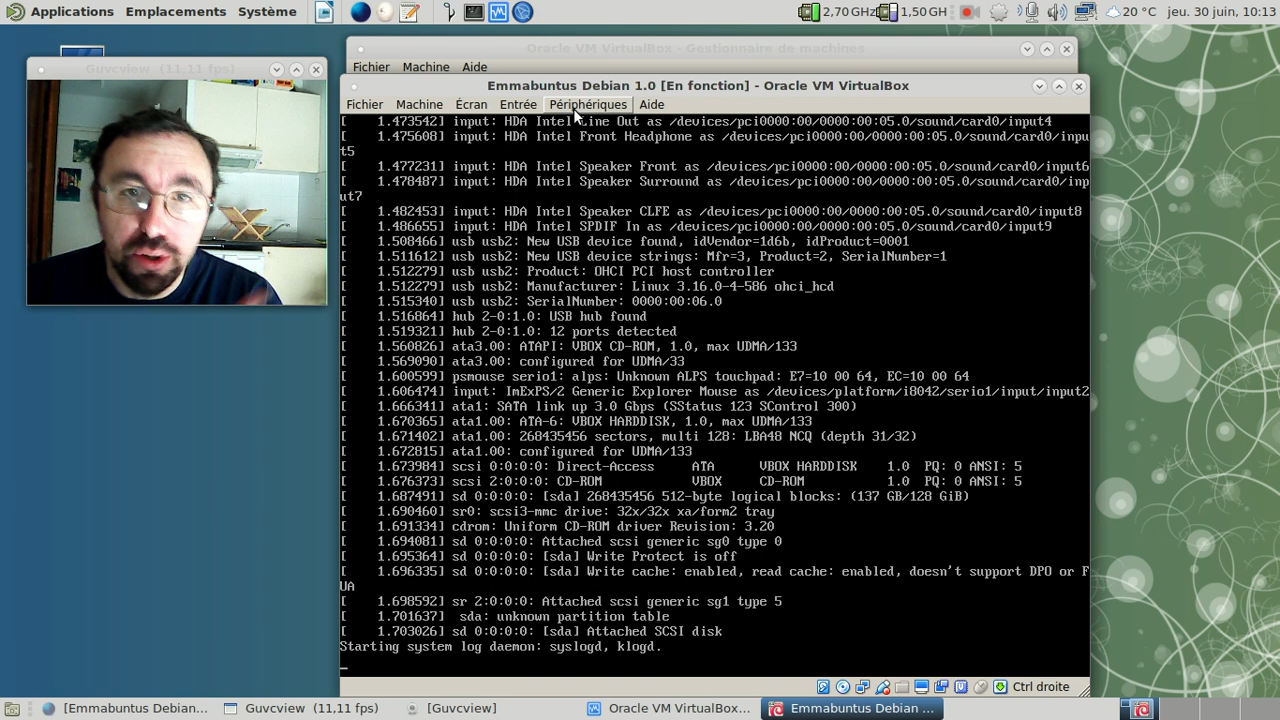 Applications Emplacements Système 2,70 GHz 1,50 GH 20 °C jeu. 30 juin, 10:13
Guvcview (11,11 fps)
Oracle VM VirtualBox - Gestionnaire de machines
Fichier Machine Aide
Emmabuntus Debian 1.0 [En fonction] - Oracle VM VirtualBox
Fichier Machine Écran Entrée Périphériques Aide
[ 1.473542] input: HDA Intel Line Out as /devices/pci0000:00/0000:00:05.0/sound/card0/input4
[ 1.475608] input: HDA Intel Front Headphone as /devices/pci0000:00/0000:00:05.0/sound/card0/inpu
t5
[ 1.477231] input: HDA Intel Speaker Front as /devices/pci0000:00/0000:00:05.0/sound/card0/input6
[ 1.478487] input: HDA Intel Speaker Surround as /devices/pci0000:00/0000:00:05.0/sound/card0/inp
ut7
[ 1.482453] input: HDA Intel Speaker CLFE as /devices/pci0000:00/0000:00:05.0/sound/card0/input8
[ 1.486655] input: HDA Intel SPDIF In as /devices/pci0000:00/0000:00:05.0/sound/card0/input9
[ 1.508466] usb usb2: New USB device found, idVendor=1d6b, idProduct=0001
[ 1.511612] usb usb2: New USB device strings: Mfr=3, Product=2, SerialNumber=1
[ 1.512279] usb usb2: Product: OHCI PCI host controller
[ 1.512279] usb usb2: Manufacturer: Linux 3.16.0-4-586 ohci_hcd
[ 1.515340] usb usb2: SerialNumber: 0000:00:06.0
[ 1.516864] hub 2-0:1.0: USB hub found
[ 1.519321] hub 2-0:1.0: 12 ports detected
[ 1.560826] ata3.00: ATAPI: VBOX CD-ROM, 1.0, max UDMA/133
[ 1.569090] ata3.00: configured for UDMA/33
[ 1.600599] psmouse serio1: alps: Unknown ALPS touchpad: E7=10 00 64, EC=10 00 64
[ 1.606474] input: ImExPS/2 Generic Explorer Mouse as /devices/platform/i8042/serio1/input/input2
[ 1.666341] ata1: SATA link up 3.0 Gbps (SStatus 123 SControl 300)
[ 1.670365] ata1.00: ATA-6: VBOX HARDDISK, 1.0, max UDMA/133
[ 1.671402] ata1.00: 268435456 sectors, multi 128: LBA48 NCQ (depth 31/32)
[ 1.672815] ata1.00: configured for UDMA/133
[ 1.673984] scsi 0:0:0:0: Direct-Access ATA VBOX HARDDISK 1.0 PQ: 0 ANSI: 5
[ 1.676373] scsi 2:0:0:0: CD-ROM VBOX CD-ROM 1.0 PQ: 0 ANSI: 5
[ 1.687491] sd 0:0:0:0: [sda] 268435456 512-byte logical blocks: (137 GB/128 GiB)
[ 1.690460] sr0: scsi3-mmc drive: 32x/32x xa/form2 tray
[ 1.691334] cdrom: Uniform CD-ROM driver Revision: 3.20
[ 1.694081] sd 0:0:0:0: Attached scsi generic sg0 type 0
[ 1.695364] sd 0:0:0:0: [sda] Write Protect is off
[ 1.696335] sd 0:0:0:0: [sda] Write cache: enabled, read cache: enabled, doesn't support DPO or F
UA
[ 1.698592] sr 2:0:0:0: Attached scsi generic sg1 type 5
[ 1.701637] sda: unknown partition table
[ 1.703026] sd 0:0:0:0: [sda] Attached SCSI disk
Starting system log daemon: syslogd, klogd.
Ctrl droite
[Emmabuntus Debian... Guvcview (11,11 fps) [Guvcview] Oracle VM VirtualBox... Emmabuntus Debian ...